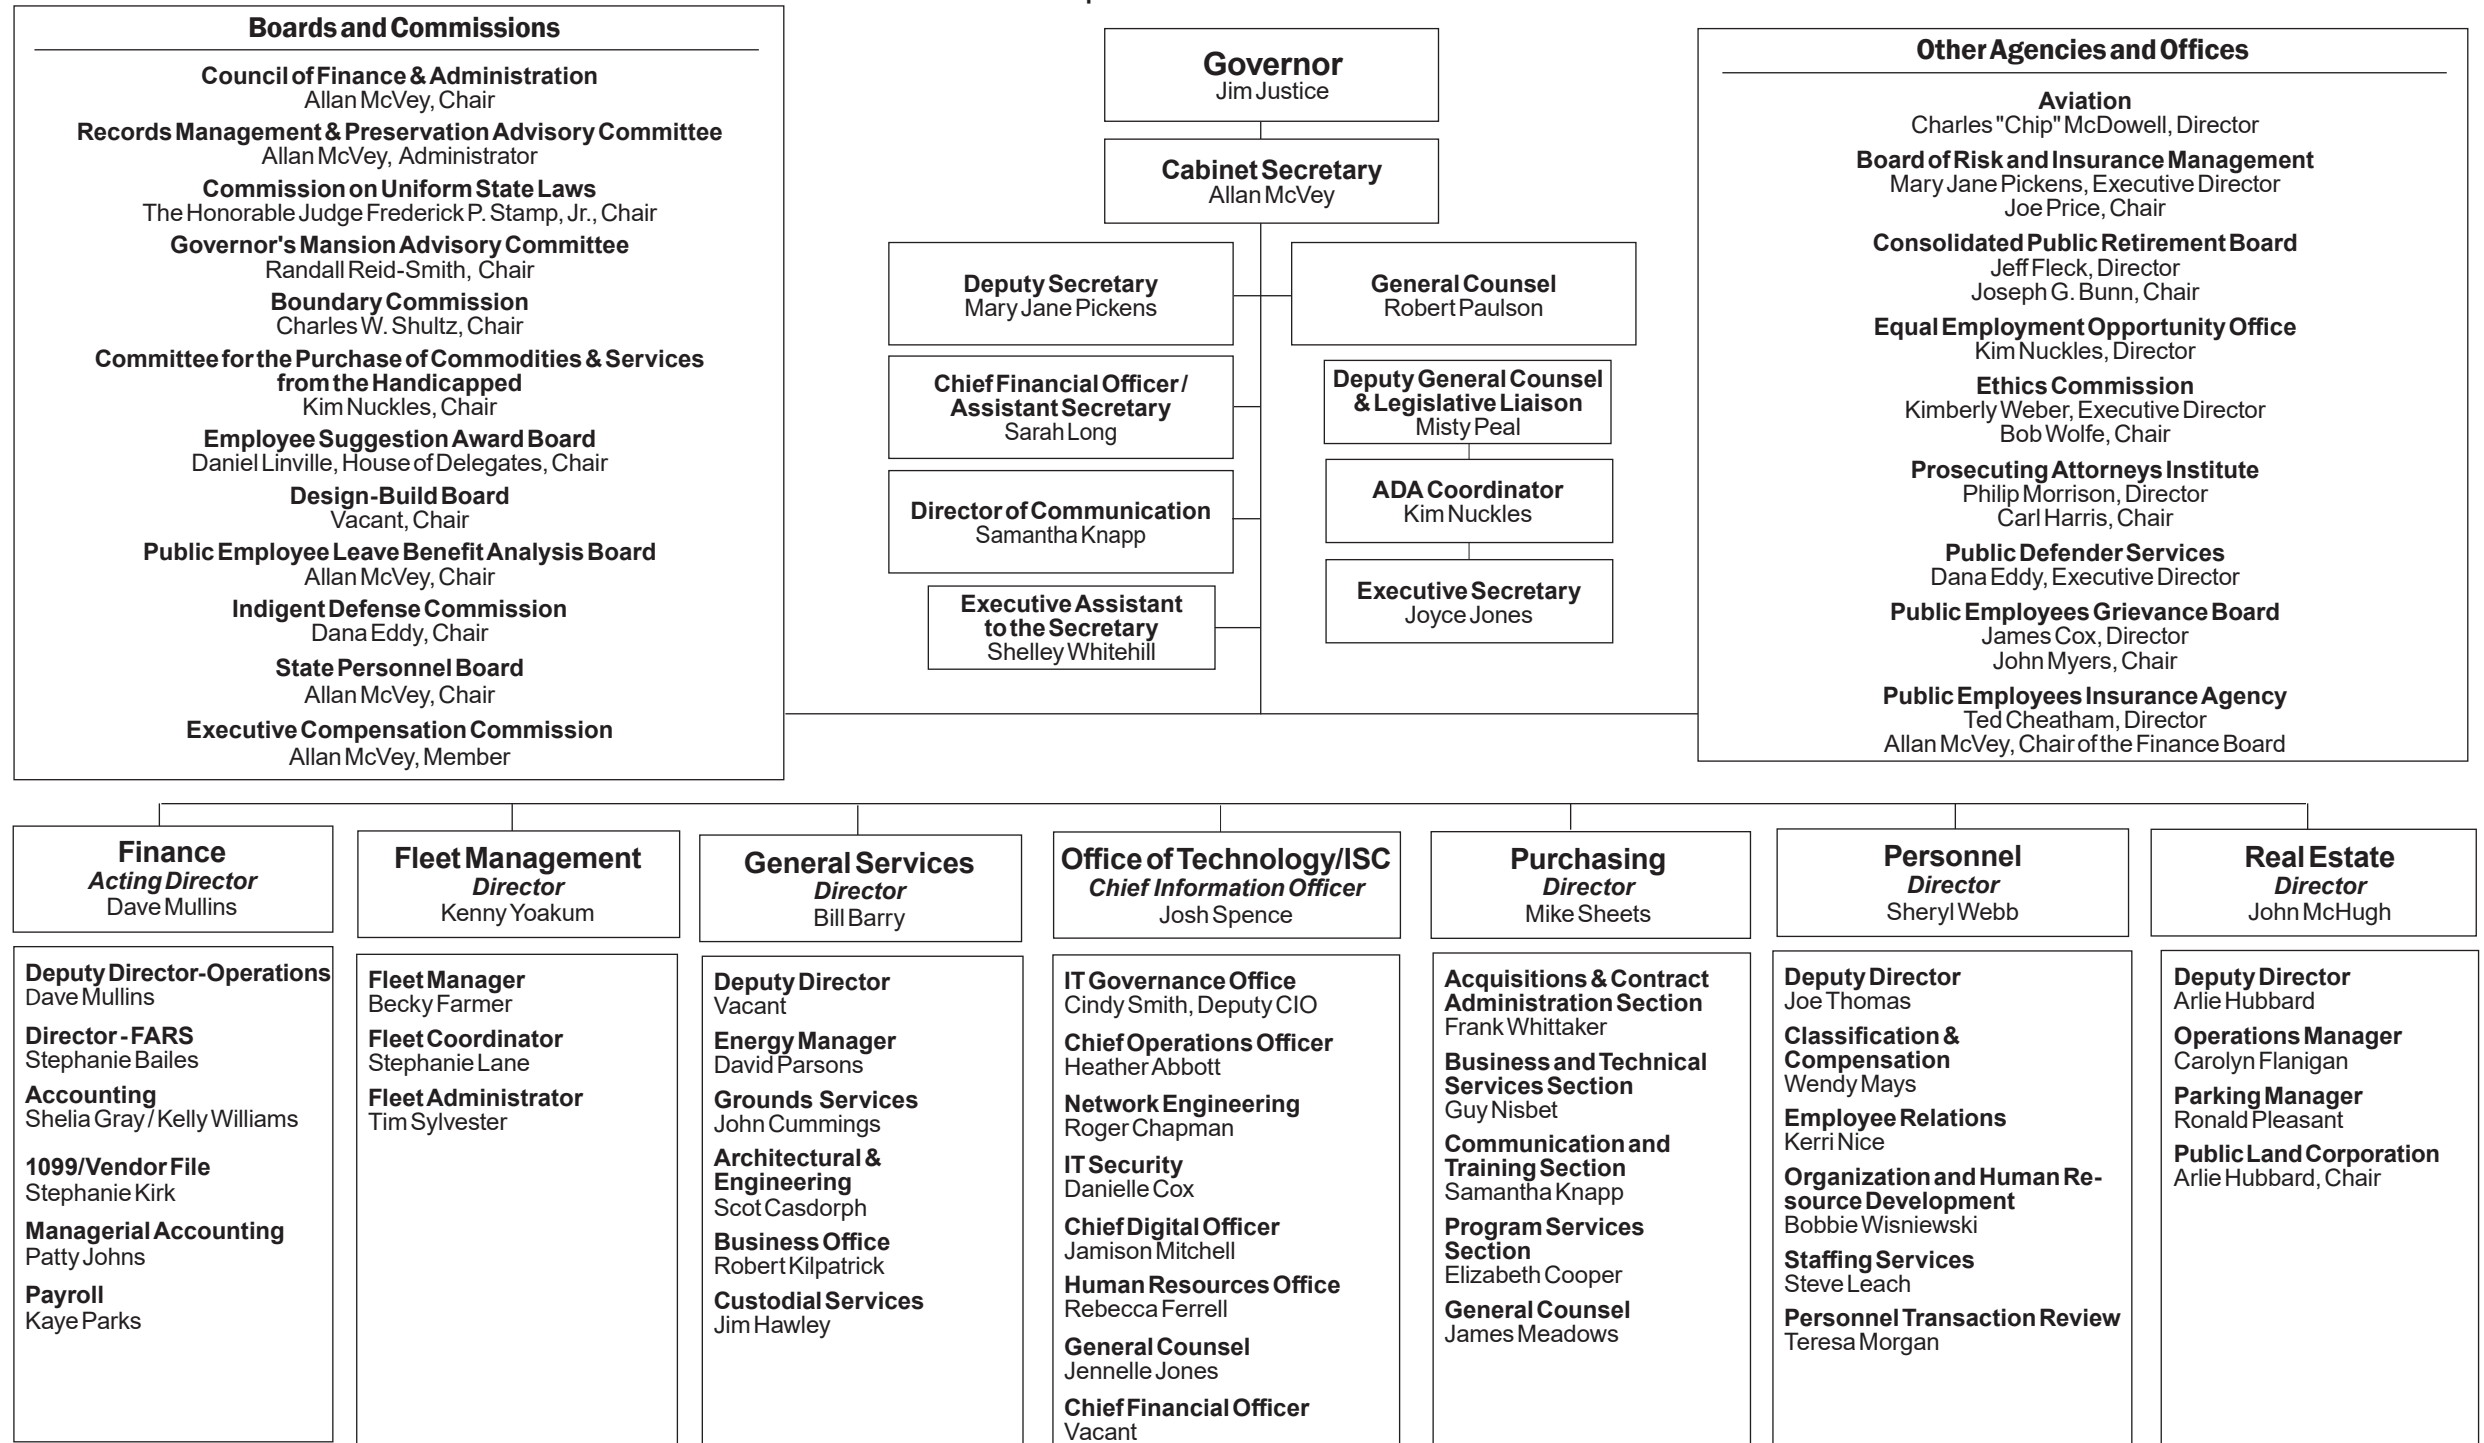 Boards and Commissions
Council of Finance & Administration
Allan McVey, Chair
Records Management & Preservation Advisory Committee
Allan McVey, Administrator
Commission on Uniform State Laws
The Honorable Judge Frederick P. Stamp, Jr., Chair
Governor's Mansion Advisory Committee
Randall Reid-Smith, Chair
Boundary Commission
Charles W. Shultz, Chair
Committee for the Purchase of Commodities & Services
from the Handicapped
Kim Nuckles, Chair
Employee Suggestion Award Board
Daniel Linville, House of Delegates, Chair
Design-Build Board
Vacant, Chair
Public Employee Leave Benefit Analysis Board
Allan McVey, Chair
Indigent Defense Commission
Dana Eddy, Chair
State Personnel Board
Allan McVey, Chair
Executive Compensation Commission
Allan McVey, Member
Governor
Jim Justice
Cabinet Secretary
Allan McVey
Deputy Secretary
Mary Jane Pickens
General Counsel
Robert Paulson
Chief Financial Officer /
Assistant Secretary
Sarah Long
Deputy General Counsel
& Legislative Liaison
Misty Peal
Director of Communication
Samantha Knapp
ADA Coordinator
Kim Nuckles
Executive Assistant
to the Secretary
Shelley Whitehill
Executive Secretary
Joyce Jones
Other Agencies and Offices
Aviation
Charles "Chip" McDowell, Director
Board of Risk and Insurance Management
Mary Jane Pickens, Executive Director
Joe Price, Chair
Consolidated Public Retirement Board
Jeff Fleck, Director
Joseph G. Bunn, Chair
Equal Employment Opportunity Office
Kim Nuckles, Director
Ethics Commission
Kimberly Weber, Executive Director
Bob Wolfe, Chair
Prosecuting Attorneys Institute
Philip Morrison, Director
Carl Harris, Chair
Public Defender Services
Dana Eddy, Executive Director
Public Employees Grievance Board
James Cox, Director
John Myers, Chair
Public Employees Insurance Agency
Ted Cheatham, Director
Allan McVey, Chair of the Finance Board
Finance
Acting Director
Dave Mullins
Deputy Director-Operations
Dave Mullins
Director - FARS
Stephanie Bailes
Accounting
Shelia Gray / Kelly Williams
1099/Vendor File
Stephanie Kirk
Managerial Accounting
Patty Johns
Payroll
Kaye Parks
Fleet Management
Director
Kenny Yoakum
Fleet Manager
Becky Farmer
Fleet Coordinator
Stephanie Lane
Fleet Administrator
Tim Sylvester
General Services
Director
Bill Barry
Deputy Director
Vacant
Energy Manager
David Parsons
Grounds Services
John Cummings
Architectural &
Engineering
Scot Casdorph
Business Office
Robert Kilpatrick
Custodial Services
Jim Hawley
Office of Technology/ISC
Chief Information Officer
Josh Spence
IT Governance Office
Cindy Smith, Deputy CIO
Chief Operations Officer
Heather Abbott
Network Engineering
Roger Chapman
IT Security
Danielle Cox
Chief Digital Officer
Jamison Mitchell
Human Resources Office
Rebecca Ferrell
General Counsel
Jennelle Jones
Chief Financial Officer
Vacant
Purchasing
Director
Mike Sheets
Acquisitions & Contract
Administration Section
Frank Whittaker
Business and Technical
Services Section
Guy Nisbet
Communication and
Training Section
Samantha Knapp
Program Services
Section
Elizabeth Cooper
General Counsel
James Meadows
Personnel
Director
Sheryl Webb
Deputy Director
Joe Thomas
Classification &
Compensation
Wendy Mays
Employee Relations
Kerri Nice
Organization and Human Re-
source Development
Bobbie Wisniewski
Staffing Services
Steve Leach
Personnel Transaction Review
Teresa Morgan
Real Estate
Director
John McHugh
Deputy Director
Arlie Hubbard
Operations Manager
Carolyn Flanigan
Parking Manager
Ronald Pleasant
Public Land Corporation
Arlie Hubbard, Chair